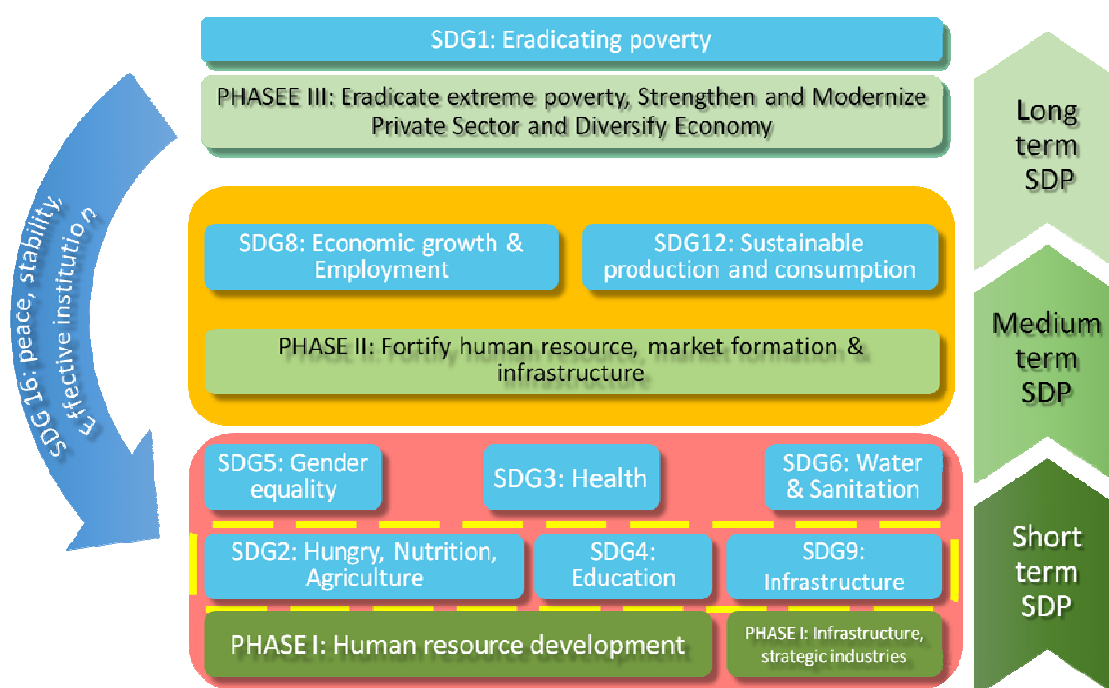 SDG1: Eradicating poverty
PHASEE III: Eradicate extreme poverty, Strengthen and Modernize
Private Sector and Diversify Economy
Long
term
SDP
SDG 16: peace, stability,
Effective institution
SDG8: Economic growth &
Employment
SDG12: Sustainable
production and consumption
PHASE II: Fortify human resource, market formation &
infrastructure
Medium
term
SDP
SDG5: Gender
equality
SDG3: Health
SDG6: Water
& Sanitation
SDG2: Hungry, Nutrition,
Agriculture
SDG4:
Education
SDG9:
Infrastructure
PHASE I: Human resource development
PHASE I: Infrastructure,
strategic industries
Short
term
SDP